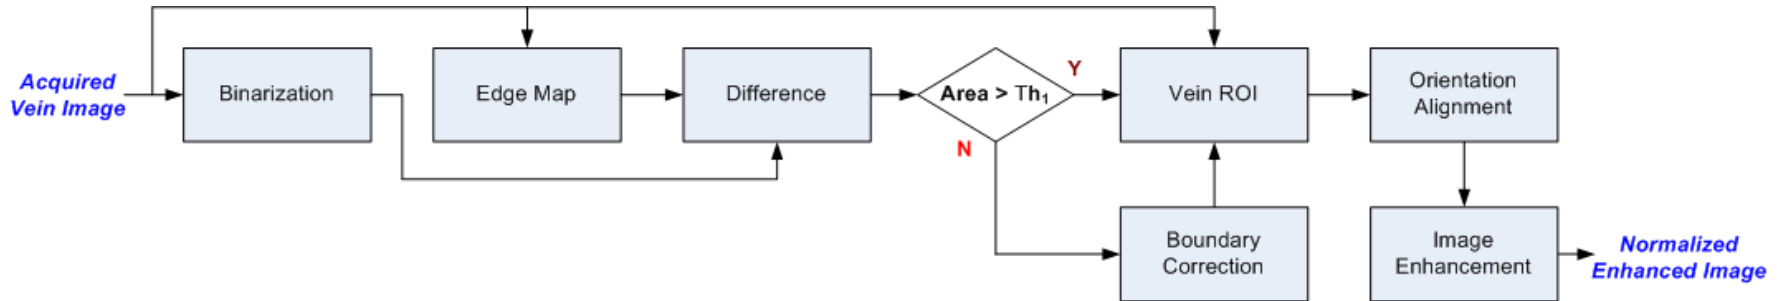 Acquired
Vein Image
Binarization
Edge Map
Difference
Area > Th₁
Y
N
Vein ROI
Orientation
Alignment
Boundary
Correction
Image
Enhancement
Normalized
Enhanced Image